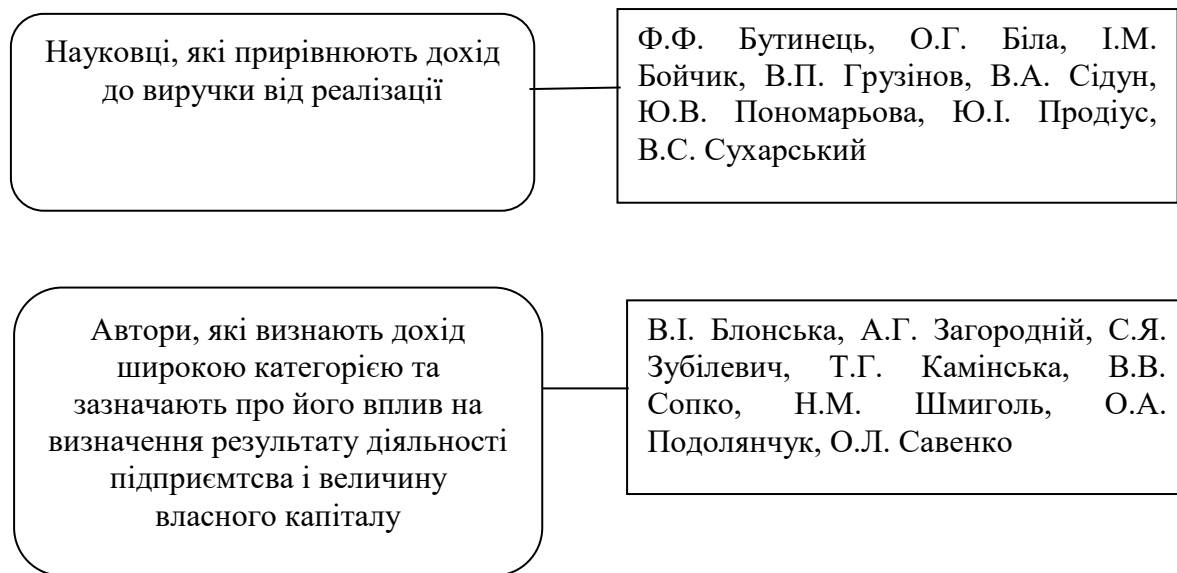 Науковці, які прирівнюють дохід
до виручки від реалізації
Ф.Ф. Бутинець, О.Г. Біла, І.М.
Бойчик, В.П. Грузінов, В.А. Сідун,
Ю.В. Пономарьова, Ю.І. Продіус,
В.С. Сухарський
Автори, які визнають дохід
широкою категорією та
зазначають про його вплив на
визначення результату діяльності
підприємтсва і величину
власного капіталу
В.І. Блонська, А.Г. Загородній, С.Я.
Зубілевич, Т.Г. Камінська, В.В.
Сопко, Н.М. Шмиголь, О.А.
Подолянчук, О.Л. Савенко